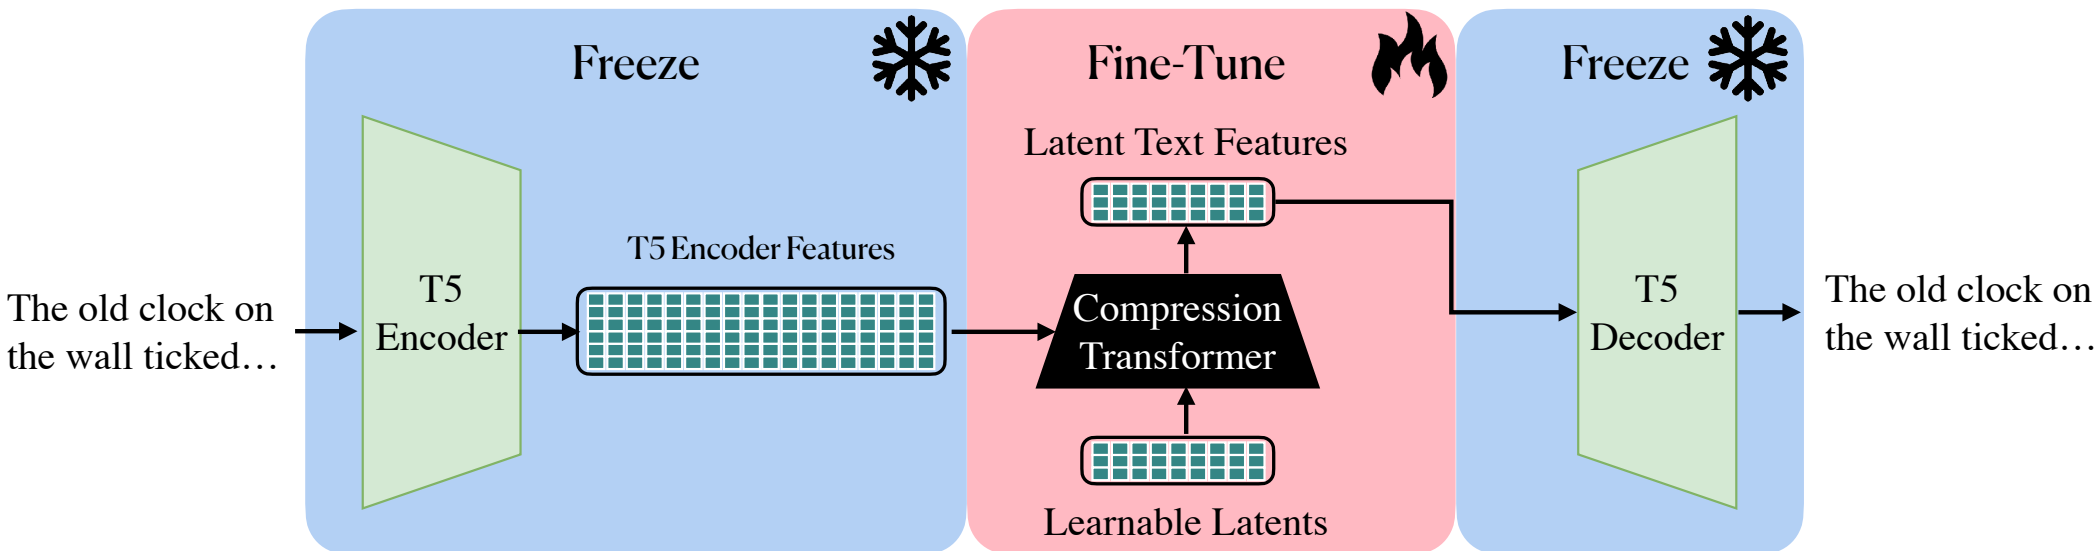 Freeze
Fine-Tune
Freeze
Latent Text Features
T5 Encoder Features
The old clock on
the wall ticked…
T5
Encoder
Compression
Transformer
Learnable Latents
T5
Decoder
The old clock on
the wall ticked…